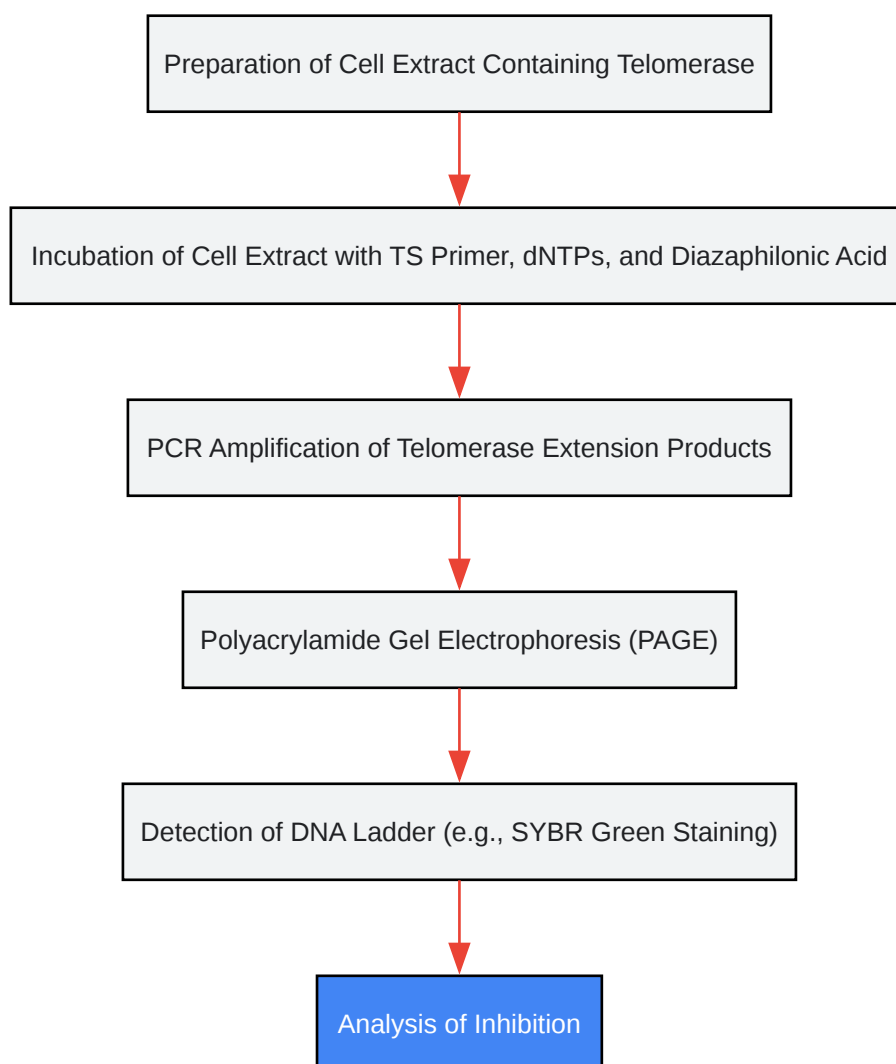 Preparation of Cell Extract Containing Telomerase
Incubation of Cell Extract with TS Primer, dNTPs, and Diazaphilonic Acid
PCR Amplification of Telomerase Extension Products
Polyacrylamide Gel Electrophoresis (PAGE)
Detection of DNA Ladder (e.g., SYBR Green Staining)
Analysis of Inhibition